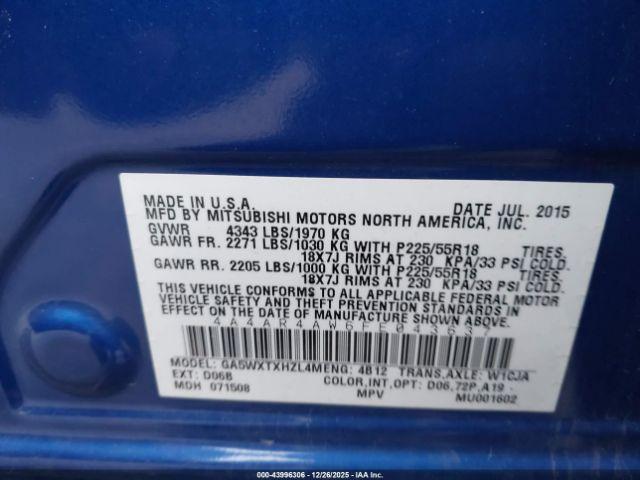 MADE IN U.S.A. DATE JUL. 2015
MFD BY MITSUBISHI MOTORS NORTH AMERICA, INC.
GVWR 4343 LBS/1970 KG
GAWR FR. 2271 LBS/1030 KG WITH P225/55R18 TIRES.
18X7J RIMS AT 230 KPA/33 PSI COLD.
GAWR RR. 2205 LBS/1000 KG WITH P225/55R18 TIRES.
18X7J RIMS AT 230 KPA/33 PSI COLD.
THIS VEHICLE CONFORMS TO ALL APPLICABLE FEDERAL MOTOR
VEHICLE SAFETY AND THEFT PREVENTION STANDARDS IN
EFFECT ON THE DATE OF MANUFACTURE SHOWN ABOVE.
4A4AR4AW6FE043637
MODEL: GA5WXTXHZL4MENG: 4B12 TRANS,AXLE: W1CJA
EXT: D06B COLOR,INT,OPT: D06,72P,A19 -
MDH 071508 MPV MU001602
000-43996306 - 12/26/2025 - IAA Inc.